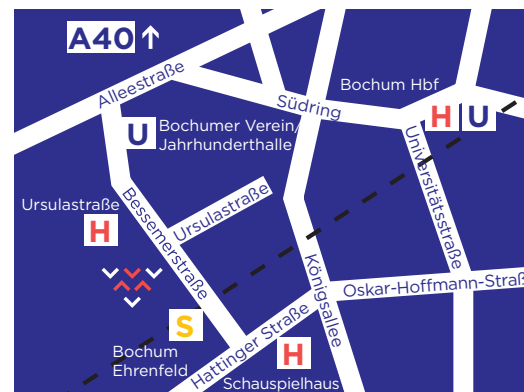 A40 ↑
Alleestraße
Bochum Hbf
Südring
H U
U
Bochumer Verein/
Jahrhunderthalle
Universitätsstraße
Ursulastraße
H
Bessemerstraße
Ursulastraße
Königsallee
Oskar-Hoffmann-Straß
S
Bochum
Ehrenfeld
Hattinger Straße
H
Schauspielhaus